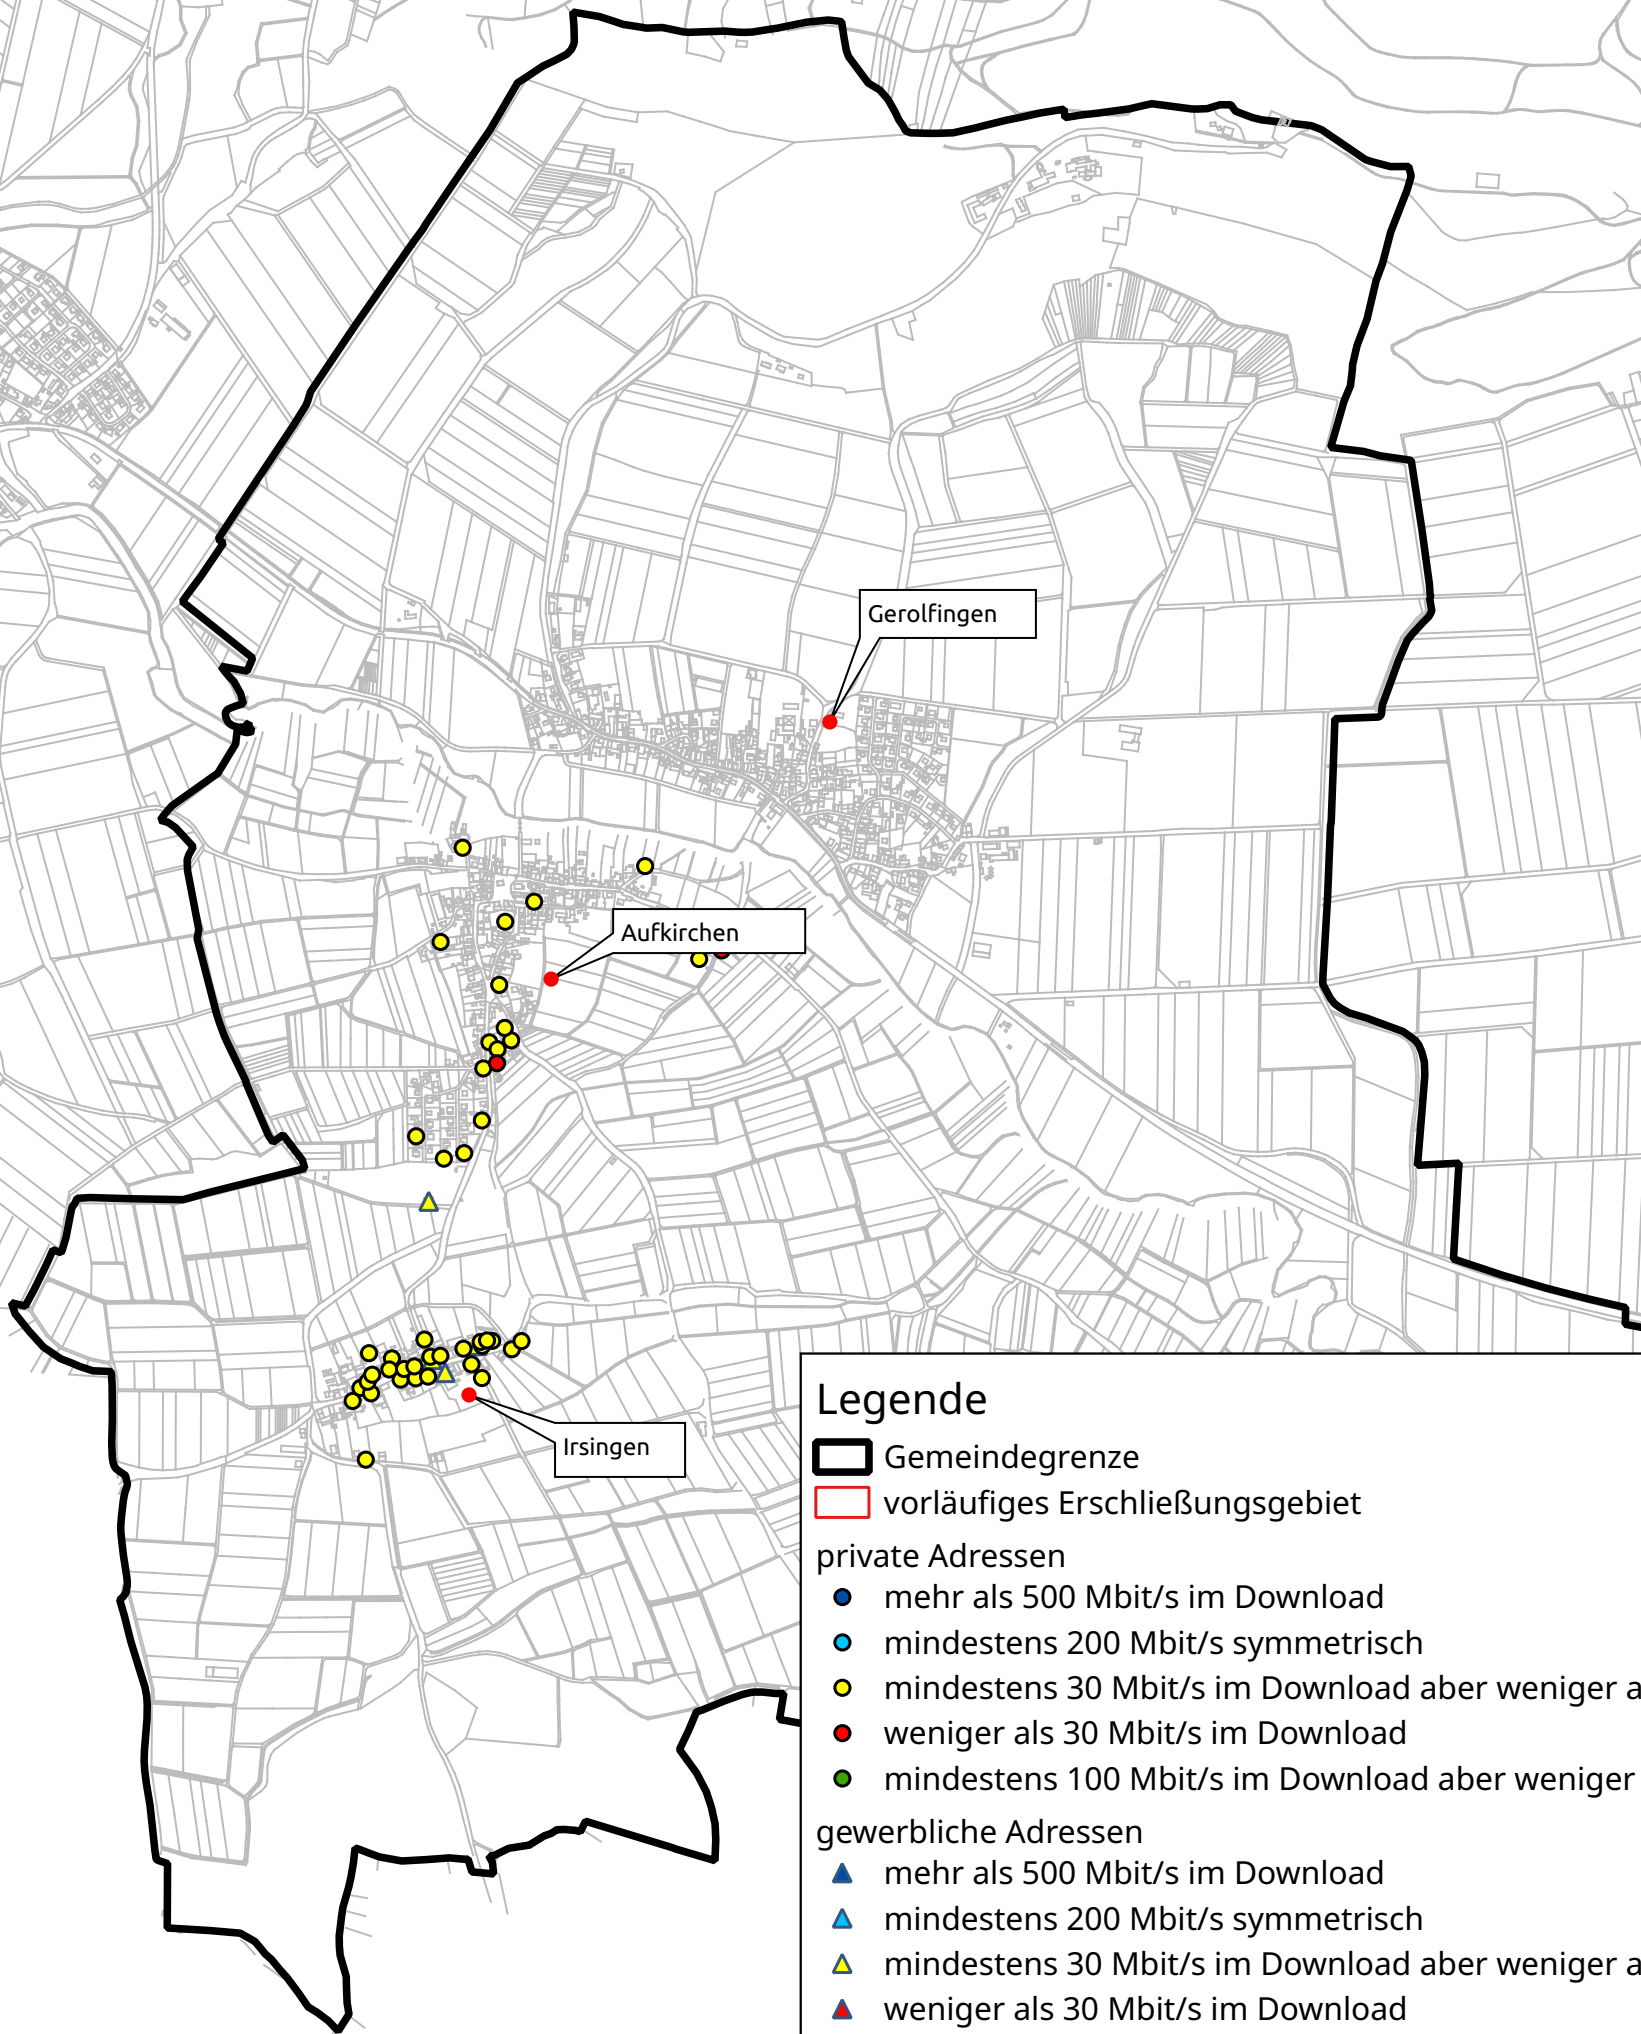 Gerolfingen
Aufkirchen
Irsingen
Legende
Gemeindegrenze
vorläufiges Erschließungsgebiet
private Adressen
mehr als 500 Mbit/s im Download
mindestens 200 Mbit/s symmetrisch
mindestens 30 Mbit/s im Download aber weniger
weniger als 30 Mbit/s im Download
mindestens 100 Mbit/s im Download aber weniger
gewerbliche Adressen
mehr als 500 Mbit/s im Download
mindestens 200 Mbit/s symmetrisch
mindestens 30 Mbit/s im Download aber weniger
weniger als 30 Mbit/s im Download